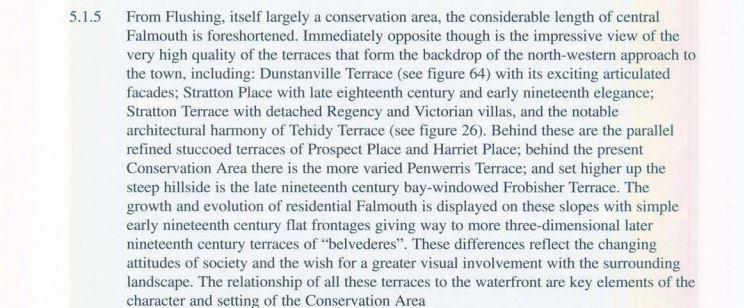 5.1.5 From Flushing, itself largely a conservation area, the considerable length of central
Falmouth is foreshortened. Immediately opposite though is the impressive view of the
very high quality of the terraces that form the backdrop of the north-western approach to
the town, including: Dunstanville Terrace (see figure 64) with its exciting articulated
facades; Stratton Place with late eighteenth century and early nineteenth elegance;
Stratton Terrace with detached Regency and Victorian villas, and the notable
architectural harmony of Tehidy Terrace (see figure 26). Behind these are the parallel
refined stuccoed terraces of Prospect Place and Harriet Place; behind the present
Conservation Area there is the more varied Penwerris Terrace; and set higher up the
steep hillside is the late nineteenth century bay-windowed Frobisher Terrace. The
growth and evolution of residential Falmouth is displayed on these slopes with simple
early nineteenth century flat frontages giving way to more three-dimensional later
nineteenth century terraces of “belvederes”. These differences reflect the changing
attitudes of society and the wish for a greater visual involvement with the surrounding
landscape. The relationship of all these terraces to the waterfront are key elements of the
character and setting of the Conservation Area